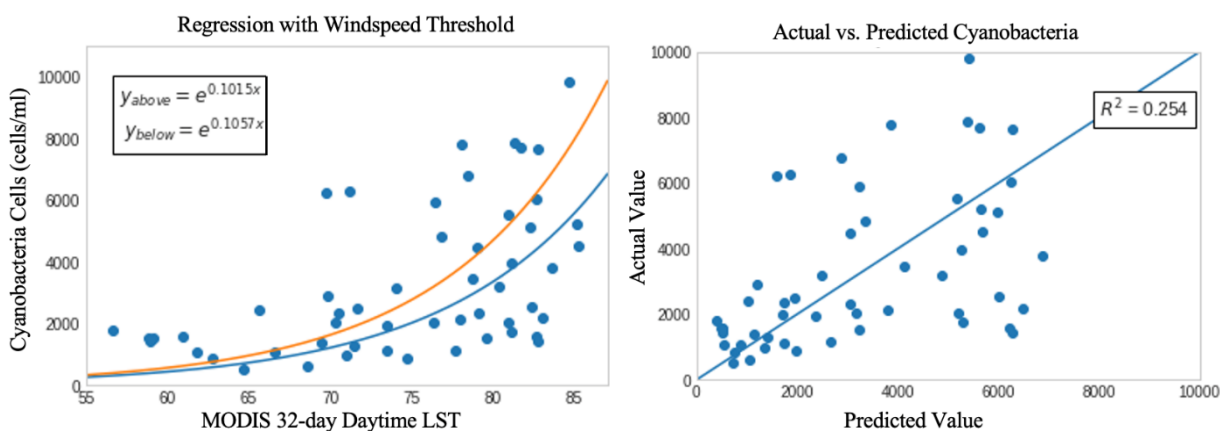 Regression with Windspeed Threshold
10000
8000
6000
4000
2000
0
y_above = e^0.1015x
y_below = e^0.1057x
Cyanobacteria Cells (cells/ml)
55 60 65 70 75 80 85
MODIS 32-day Daytime LST
Actual vs. Predicted Cyanobacteria
10000
8000
6000
4000
2000
0
R² = 0.254
Actual Value
0 2000 4000 6000 8000 10000
Predicted Value